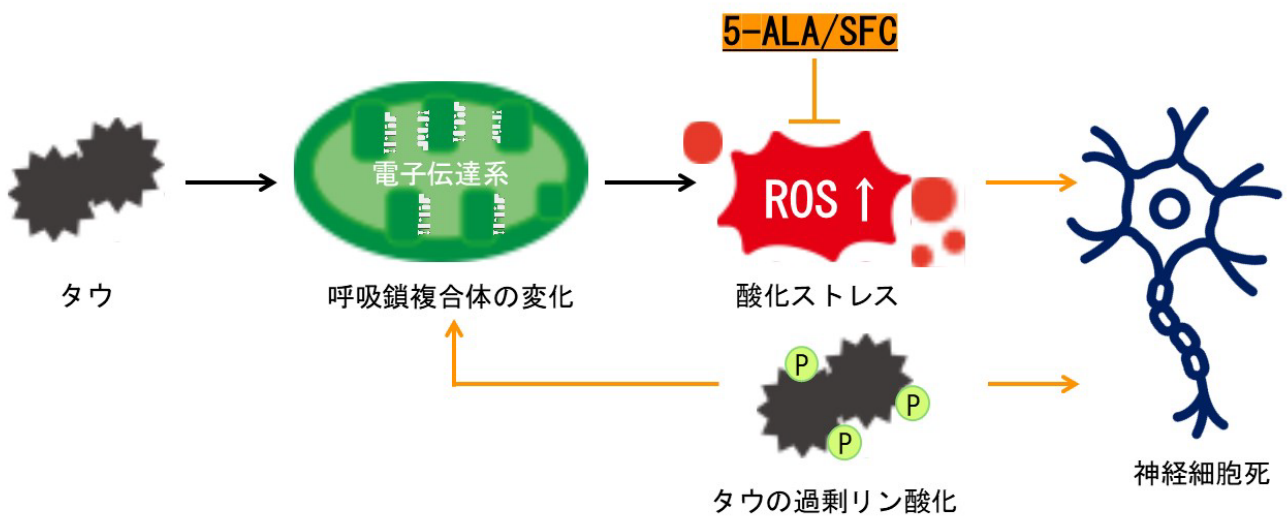 5-ALA/SFC
電子伝達系
ROS ↑
タウ
呼吸鎖複合体の変化
酸化ストレス
P
P
P
タウの過剰リン酸化
神経細胞死